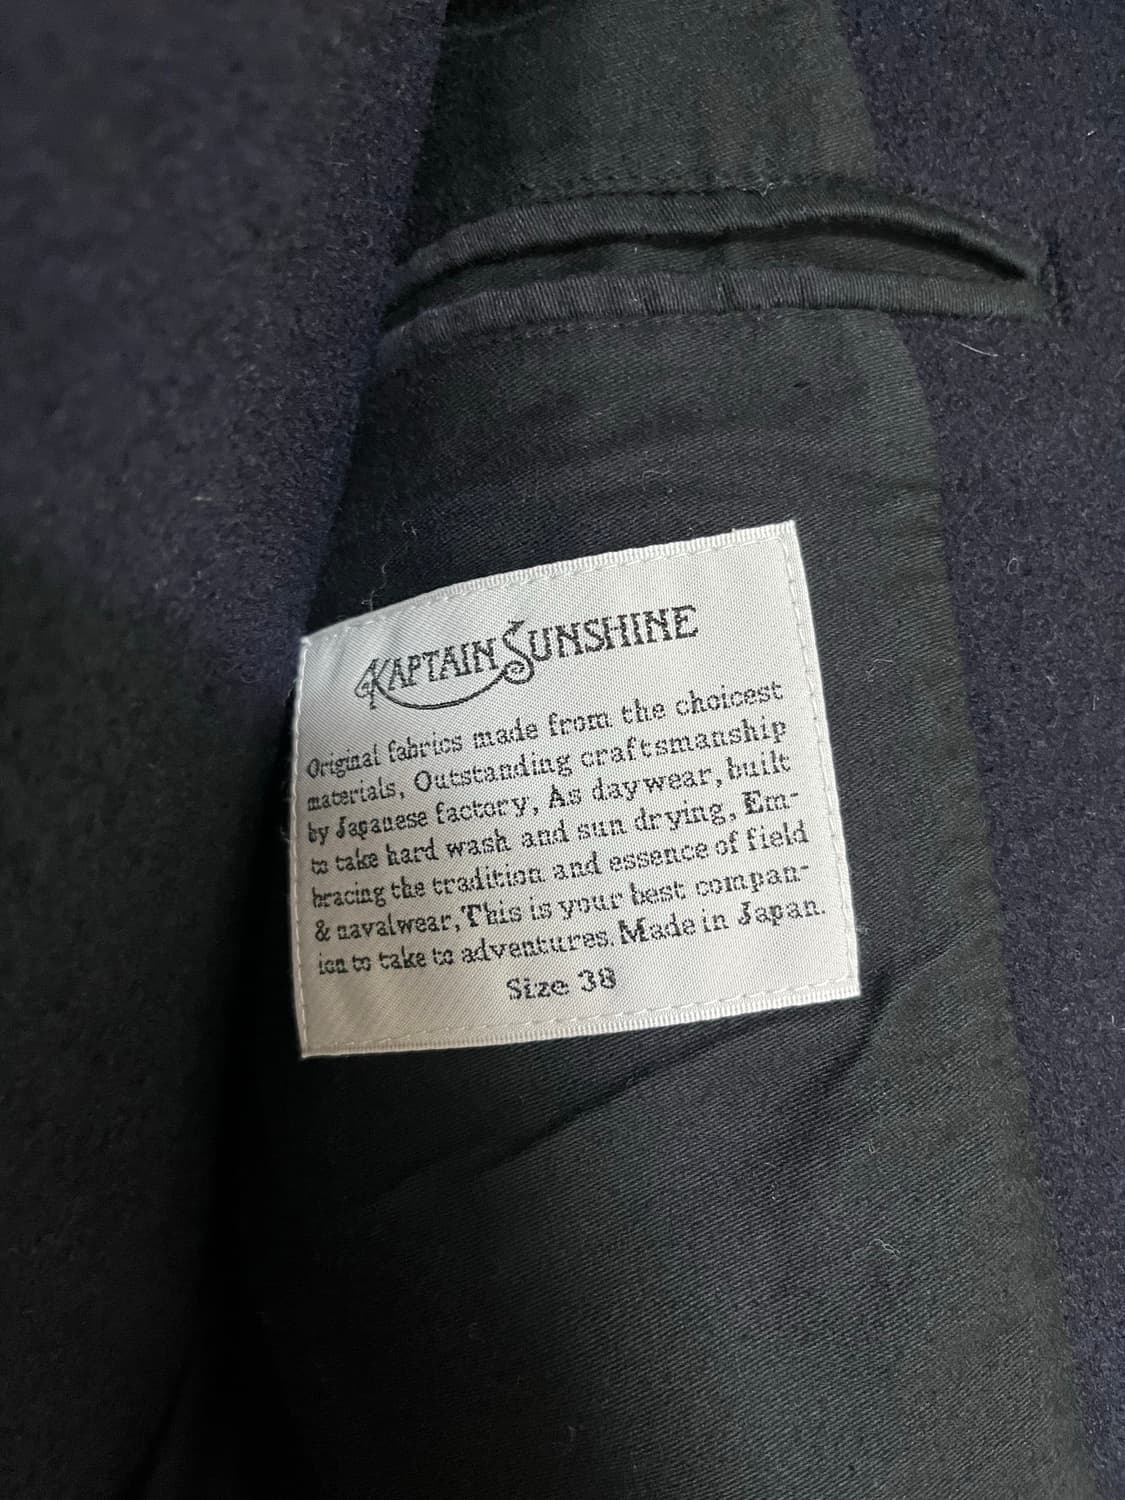 KAPTAIN SUNSHINE
Original fabrics made from the choicest
materials, Outstanding craftsmanship
by Japanese factory, As daywear, built
to take hard wash and sun drying, Em-
bracing the tradition and essence of field
& navalwear, This is your best compan-
ion to take to adventures. Made in Japan.
Size 38